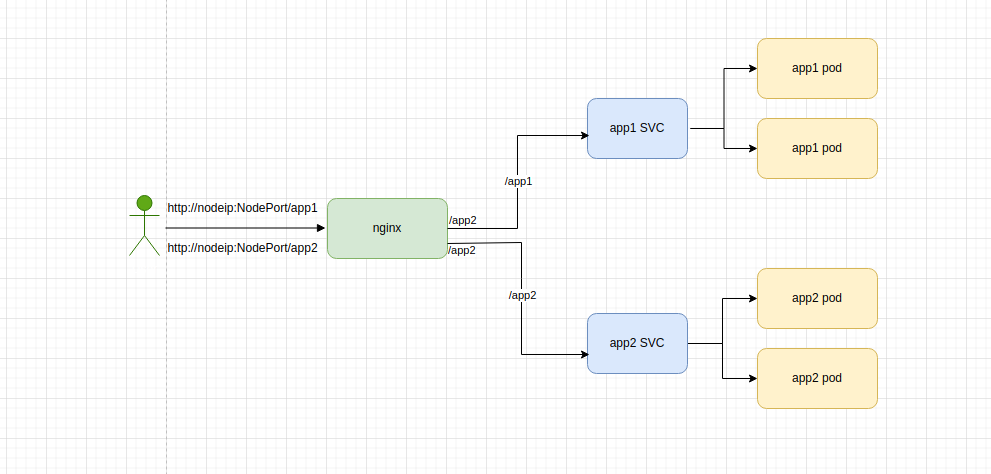 app1 pod
app1 SVC
app1 pod
/app1
http://nodeip:NodePort/app1
nginx
/app2
http://nodeip:NodePort/app2
/app2
/app2
app2 pod
app2 SVC
app2 pod